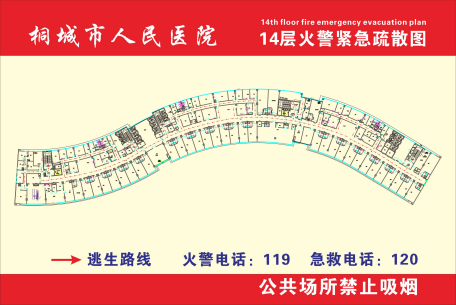 桐城市人民医院
14th floor fire emergency evacuation plan
14层火警紧急疏散图
逃生路线 火警电话：119 急救电话：120
公共场所禁止吸烟